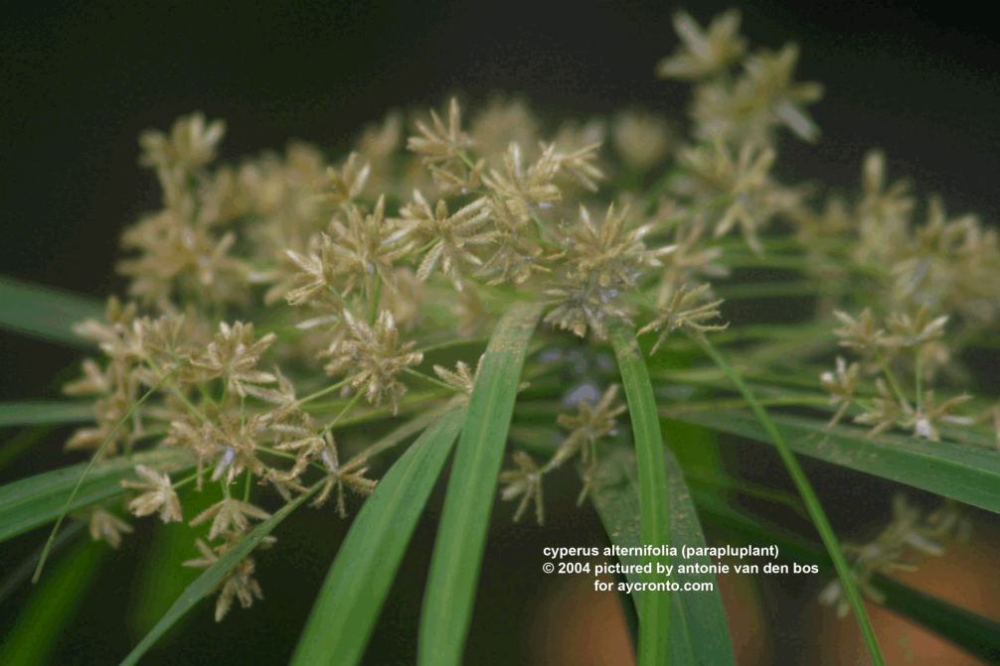 cyperus alternifolia (parapluplant)
© 2004 pictured by antonie van den bos
for aycronto.com